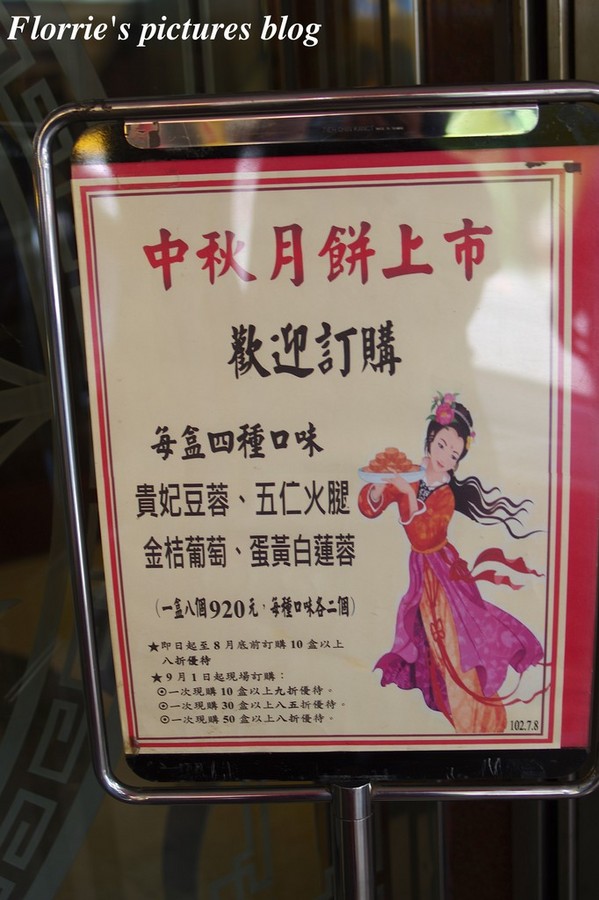 Florrie's pictures blog
中秋月餅上市
歡迎訂購
每盒四種口味
貴妃豆蓉、五仁火腿
金桔葡萄、蛋黃白蓮蓉
(一盒八個920元，每種口味各二個)
★即日起至8月底前訂購10盒以上
八折優待
★9月1日起現場訂購：
⊙一次現購10盒以上九折優待。
⊙一次現購30盒以上八五折優待。
⊙一次現購50盒以上八折優待。
102.7.8